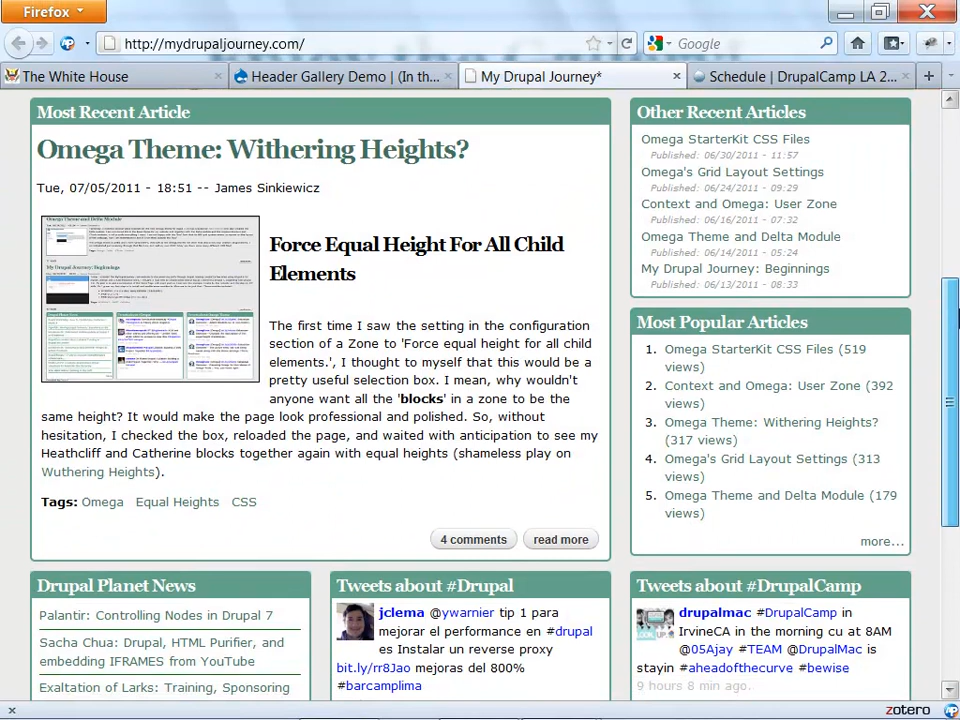 Firefox
http://mydrupaljourney.com/
Google
The White House
Header Gallery Demo | (In th...
My Drupal Journey*
Schedule | DrupalCamp LA 2...
Most Recent Article
Omega Theme: Withering Heights?
Tue, 07/05/2011 - 18:51 -- James Sinkiewicz
Force Equal Height For All Child
Elements
The first time I saw the setting in the configuration
section of a Zone to 'Force equal height for all child
elements.', I thought to myself that this would be a
pretty useful selection box. I mean, why wouldn't
anyone want all the 'blocks' in a zone to be the
same height? It would make the page look professional and polished. So, without
hesitation, I checked the box, reloaded the page, and waited with anticipation to see my
Heathcliff and Catherine blocks together again with equal heights (shameless play on
Wuthering Heights).
Tags: Omega Equal Heights CSS
4 comments
read more
Other Recent Articles
Omega StarterKit CSS Files
Published: 06/30/2011 - 11:57
Omega's Grid Layout Settings
Published: 06/24/2011 - 09:29
Context and Omega: User Zone
Published: 06/16/2011 - 07:32
Omega Theme and Delta Module
Published: 06/14/2011 - 05:24
My Drupal Journey: Beginnings
Published: 06/13/2011 - 08:33
Most Popular Articles
1. Omega StarterKit CSS Files (519
views)
2. Context and Omega: User Zone (392
views)
3. Omega Theme: Withering Heights?
(317 views)
4. Omega's Grid Layout Settings (313
views)
5. Omega Theme and Delta Module (179
views)
more...
Drupal Planet News
Palantir: Controlling Nodes in Drupal 7
Sacha Chua: Drupal, HTML Purifier, and
embedding IFRAMES from YouTube
Exaltation of Larks: Training, Sponsoring
Tweets about #Drupal
jclema @ywarnier tip 1 para
mejorar el performance en #drupal
es Instalar un reverse proxy
bit.ly/rr8Jao mejoras del 800%
#barcamplima
Tweets about #DrupalCamp
drupalmac #DrupalCamp in
IrvineCA in the morning cu at 8AM
@05Ajay #TEAM @DrupalMac is
stayin #aheadofthecurve #bewise
9 hours 8 min ago.
zotero